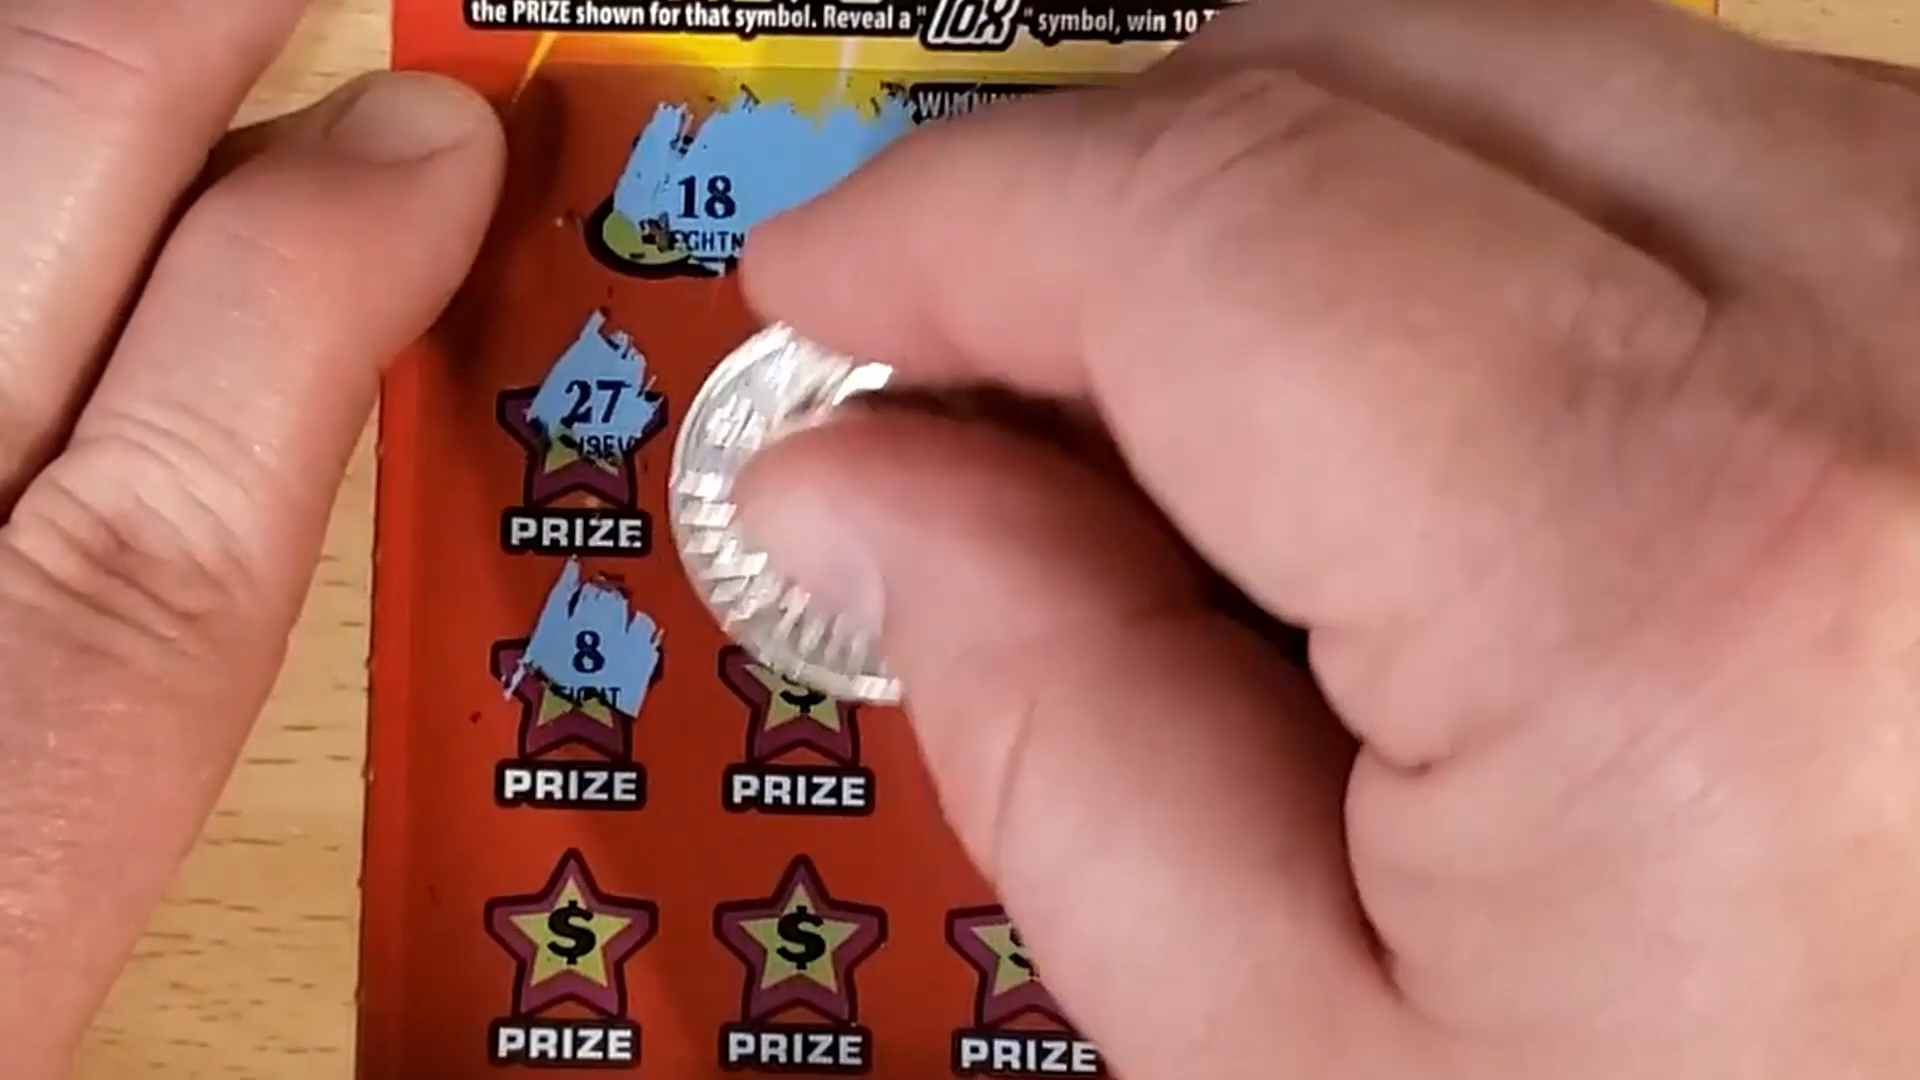 the PRIZE shown for that symbol. Reveal a "10X" symbol, win 10
18
27
PRIZE
8
$
PRIZE PRIZE
$ $ $
PRIZE PRIZE PRIZE